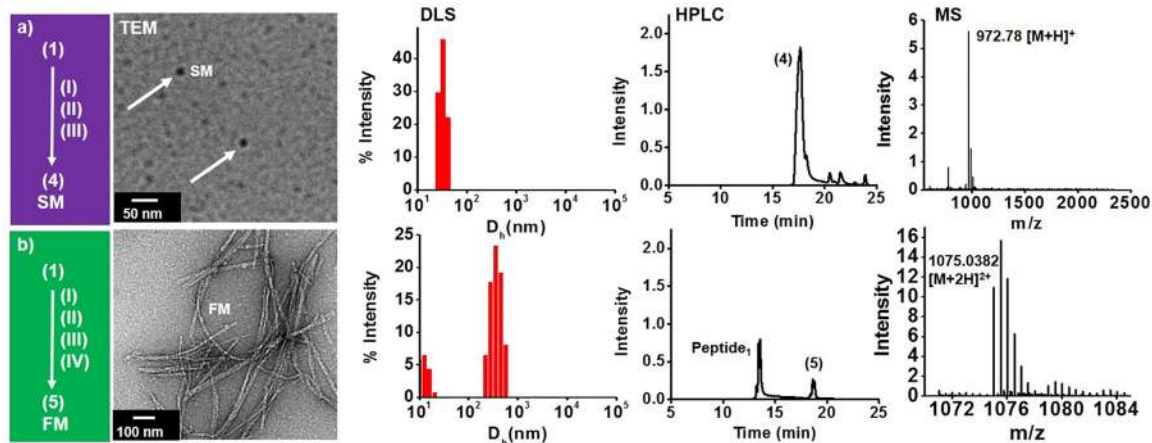 a)
(1)
(I)
(II)
(III)
(4)
SM
TEM
SM
50 nm
DLS
% Intensity
40
30
20
10
0
10¹ 10² 10³ 10⁴ 10⁵
Dₕ(nm)
HPLC
Intensity
2.0
1.5
1.0
0.5
0.0
(4)
5 10 15 20 25
Time (min)
MS
Intensity
6
5
4
3
2
1
0
972.78 [M+H]⁺
1000 1500 2000 2500
m/z
b)
(1)
(I)
(II)
(III)
(IV)
(5)
FM
FM
100 nm
% Intensity
25
20
15
10
5
0
10¹ 10² 10³ 10⁴ 10⁵
Dₕ(nm)
Intensity
2.0
1.5
1.0
0.5
0.0
Peptide₁
(5)
5 10 15 20 25
Time (min)
Intensity
16
14
12
10
8
6
4
2
0
1075.0382
[M+2H]²⁺
1072 1076 1080 1084
m/z